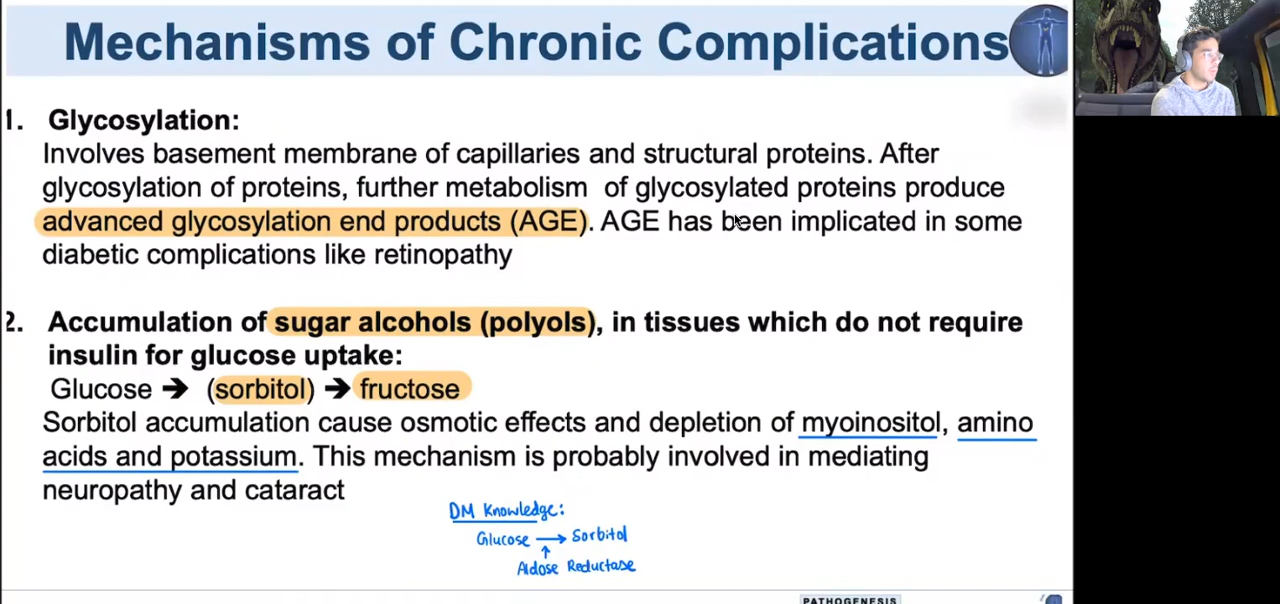 Mechanisms of Chronic Complications
1. Glycosylation:
Involves basement membrane of capillaries and structural proteins. After
glycosylation of proteins, further metabolism of glycosylated proteins produce
advanced glycosylation end products (AGE). AGE has been implicated in some
diabetic complications like retinopathy
2. Accumulation of sugar alcohols (polyols), in tissues which do not require
insulin for glucose uptake:
Glucose ➔ (sorbitol) ➔ fructose
Sorbitol accumulation cause osmotic effects and depletion of myoinositol, amino
acids and potassium. This mechanism is probably involved in mediating
neuropathy and cataract
DM Knowledge:
Glucose → Sorbitol
↑
Aldose Reductase
PATHOGENESIS